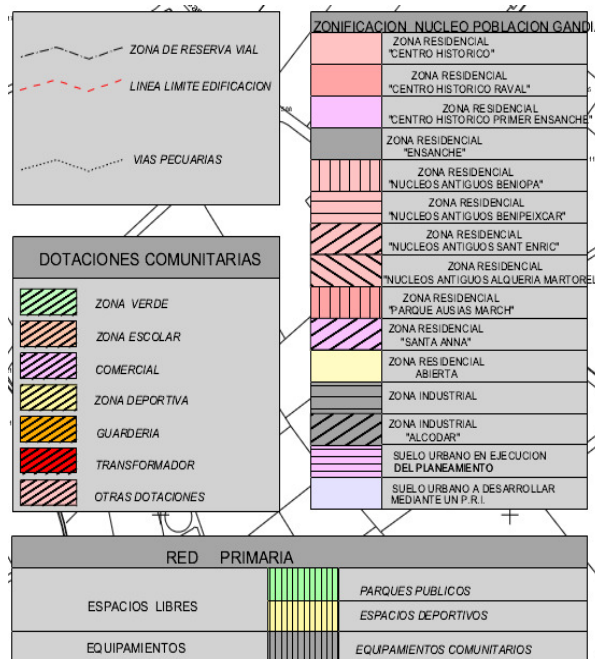 ZONA DE RESERVA VIAL
LINEA LIMITE EDIFICACION
VIAS PECUARIAS
DOTACIONES COMUNITARIAS
ZONA VERDE
ZONA ESCOLAR
COMERCIAL
ZONA DEPORTIVA
GUARDERIA
TRANSFORMADOR
OTRAS DOTACIONES
ZONIFICACION NUCLEO POBLACION GANDIA
ZONA RESIDENCIAL
"CENTRO HISTORICO"
ZONA RESIDENCIAL
"CENTRO HISTORICO RAVAL"
ZONA RESIDENCIAL
"CENTRO HISTORICO PRIMER ENSANCHE"
ZONA RESIDENCIAL
"ENSANCHE"
ZONA RESIDENCIAL
"NUCLEOS ANTIGUOS BENIOPA"
ZONA RESIDENCIAL
"NUCLEOS ANTIGUOS BENIPEIXCAR"
ZONA RESIDENCIAL
"NUCLEOS ANTIGUOS SANT ENRIC"
ZONA RESIDENCIAL
"NUCLEOS ANTIGUOS ALQUERIA MARTOREL
ZONA RESIDENCIAL
"PARQUE AUSIAS MARCH"
ZONA RESIDENCIAL
"SANTA ANNA"
ZONA RESIDENCIAL
ABIERTA
ZONA INDUSTRIAL
ZONA INDUSTRIAL
"ALCODAR"
SUELO URBANO EN EJECUCION
DEL PLANEAMIENTO
SUELO URBANO A DESARROLLAR
MEDIANTE UN P.R.I.
RED PRIMARIA
ESPACIOS LIBRES
PARQUES PUBLICOS
ESPACIOS DEPORTIVOS
EQUIPAMIENTOS
EQUIPAMIENTOS COMUNITARIOS